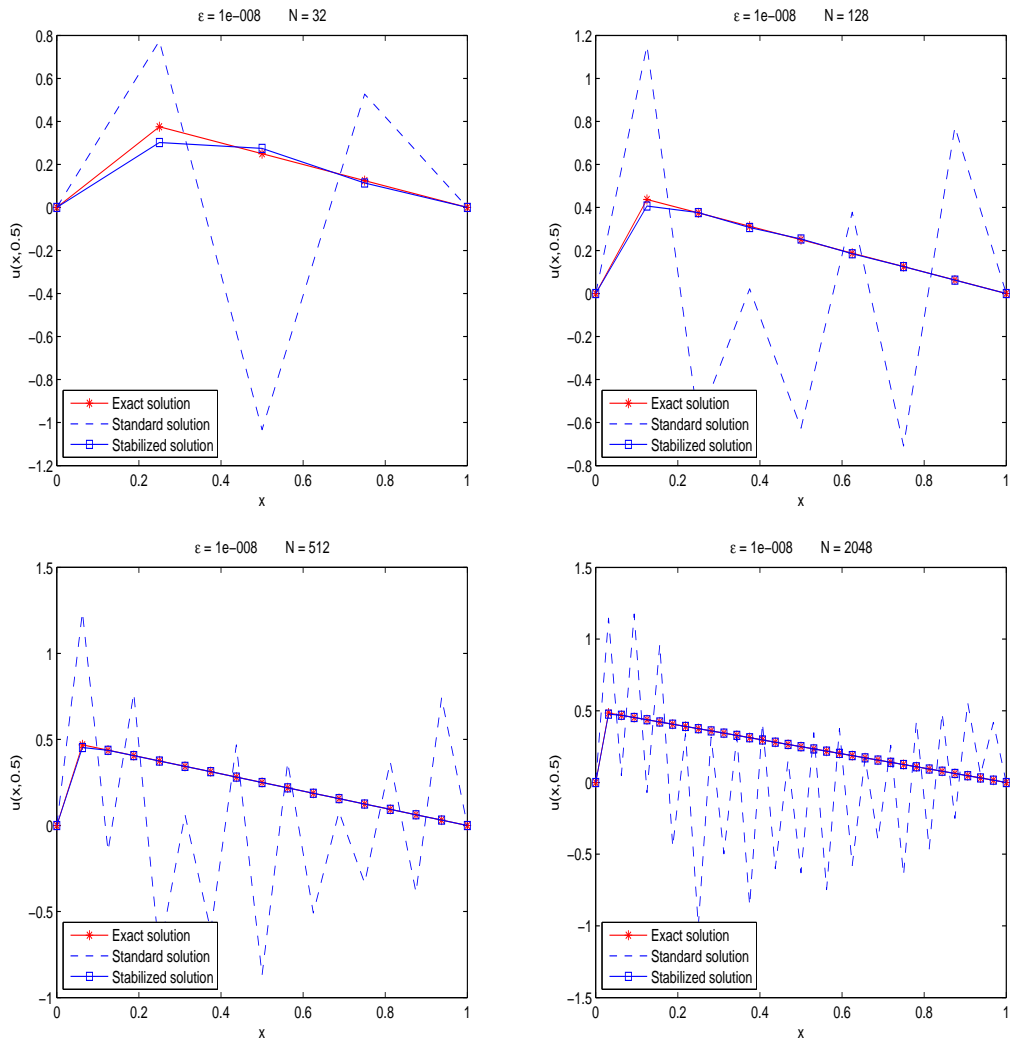 ε = 1e−008 N = 32
0.8
0.6
0.4
0.2
0
−0.2
−0.4
−0.6
−0.8
−1
−1.2
u(x,0.5)
Exact solution
Standard solution
Stabilized solution
0 0.2 0.4 0.6 0.8 1
x
ε = 1e−008 N = 128
1.2
1
0.8
0.6
0.4
0.2
0
−0.2
−0.4
−0.6
−0.8
u(x,0.5)
Exact solution
Standard solution
Stabilized solution
0 0.2 0.4 0.6 0.8 1
x
ε = 1e−008 N = 512
1.5
1
0.5
0
−0.5
−1
u(x,0.5)
Exact solution
Standard solution
Stabilized solution
0 0.2 0.4 0.6 0.8 1
x
ε = 1e−008 N = 2048
1.5
1
0.5
0
−0.5
−1
−1.5
u(x,0.5)
Exact solution
Standard solution
Stabilized solution
0 0.2 0.4 0.6 0.8 1
x